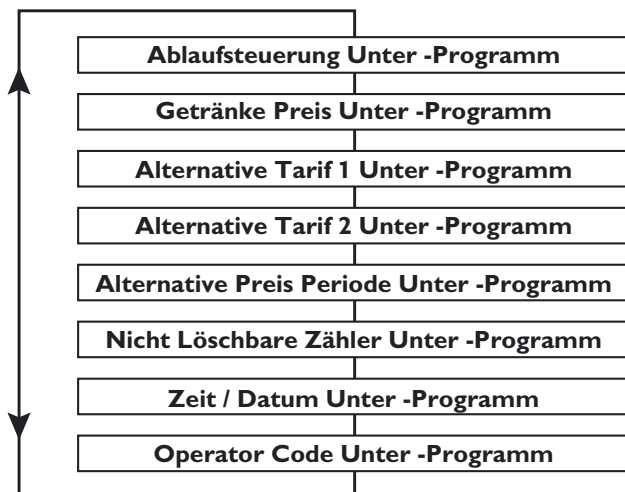 Ablaufsteuerung Unter -Programm
Getränke Preis Unter -Programm
Alternative Tarif 1 Unter -Programm
Alternative Tarif 2 Unter -Programm
Alternative Preis Periode Unter -Programm
Nicht Löschbare Zähler Unter -Programm
Zeit / Datum Unter -Programm
Operator Code Unter -Programm